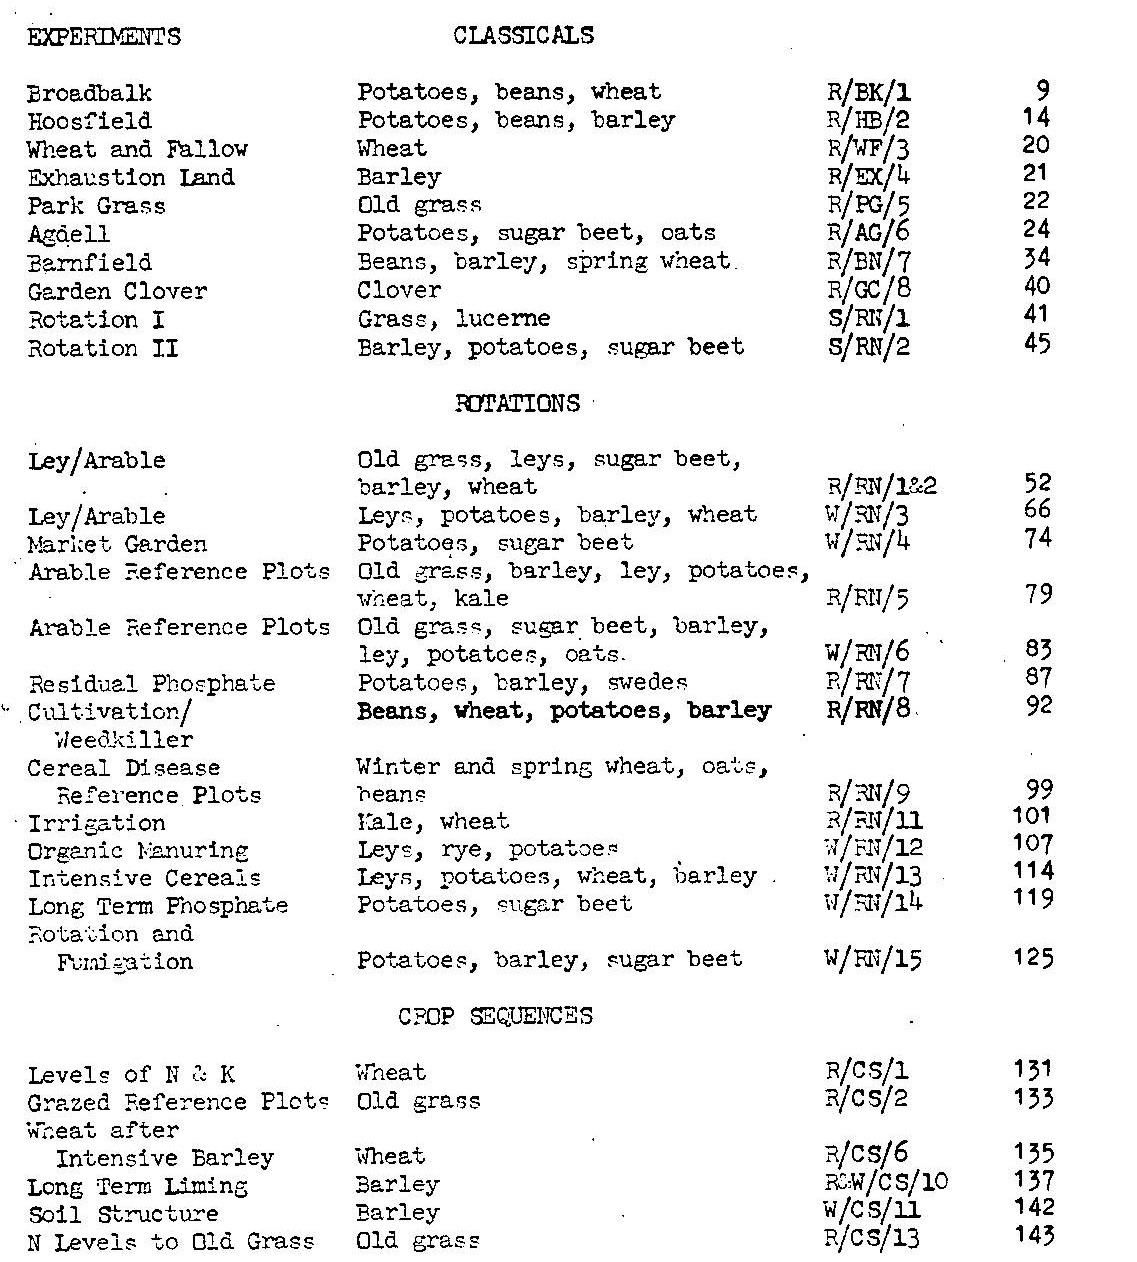 EXPERIMENTS CLASSICALS
Broadbalk Potatoes, beans, wheat R/BK/1 9
Hoosfield Potatoes, beans, barley R/HB/2 14
Wheat and Fallow Wheat R/WF/3 20
Exhaustion Land Barley R/EX/4 21
Park Grass Old grass R/PG/5 22
Agdell Potatoes, sugar beet, oats R/AG/6 24
Barnfield Beans, barley, spring wheat R/BN/7 34
Garden Clover Clover R/GC/8 40
Rotation I Grass, lucerne S/RN/1 41
Rotation II Barley, potatoes, sugar beet S/RN/2 45
ROTATIONS
Ley/Arable Old grass, leys, sugar beet,
barley, wheat R/RN/1&2 52
Ley/Arable Leys, potatoes, barley, wheat W/RN/3 66
Market Garden Potatoes, sugar beet W/RN/4 74
Arable Reference Plots Old grass, barley, ley, potatoes,
wheat, kale R/RN/5 79
Arable Reference Plots Old grass, sugar beet, barley,
ley, potatoes, oats. W/RN/6 83
Residual Phosphate Potatoes, barley, swedes R/RN/7 87
Cultivation/ Beans, wheat, potatoes, barley R/RN/8 92
Weedkiller
Cereal Disease Winter and spring wheat, oats,
Reference Plots beans R/RN/9 99
Irrigation Kale, wheat R/RN/11 101
Organic Manuring Leys, rye, potatoes W/RN/12 107
Intensive Cereals Leys, potatoes, wheat, barley W/RN/13 114
Long Term Phosphate Potatoes, sugar beet W/RN/14 119
Rotation and
Fumigation Potatoes, barley, sugar beet W/RN/15 125
CROP SEQUENCES
Levels of N & K Wheat R/CS/1 131
Grazed Reference Plots Old grass R/CS/2 133
Wheat after
Intensive Barley Wheat R/CS/6 135
Long Term Liming Barley R&W/CS/10 137
Soil Structure Barley W/CS/11 142
N Levels to Old Grass Old grass R/CS/13 143